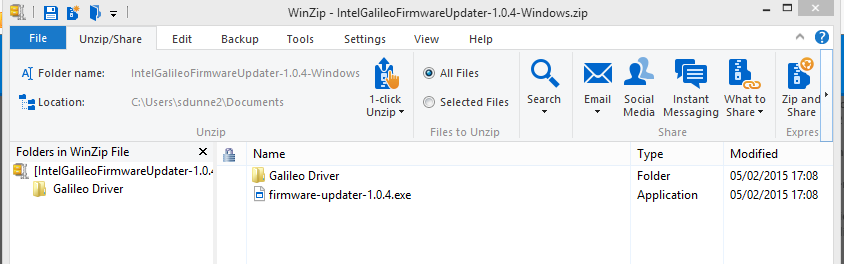 WinZip - IntelGalileoFirmwareUpdater-1.0.4-Windows.zip
File Unzip/Share Edit Backup Tools Settings View Help
Folder name: IntelGalileoFirmwareUpdater-1.0.4-Windows
Location: C:\Users\sdunne2\Documents
1-click
Unzip
Unzip
All Files
Selected Files
Files to Unzip
Search
Email
Social
Media
Instant
Messaging
What to
Share
Share
Zip and
Share
Expres
Folders in WinZip File
[IntelGalileoFirmwareUpdater-1.0.4
Galileo Driver
Name Type Modified
Galileo Driver Folder 05/02/2015 17:08
firmware-updater-1.0.4.exe Application 05/02/2015 17:08